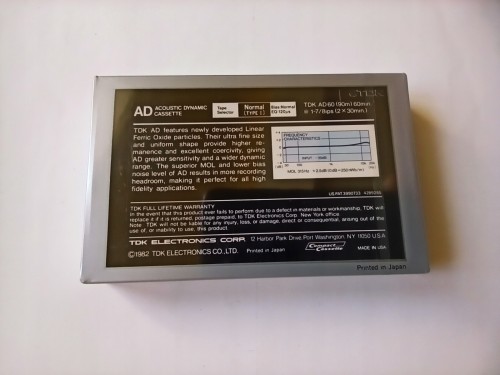 TDK
AD ACOUSTIC DYNAMIC CASSETTE
Tape Selector
Normal [TYPE I]
Bias Normal
EQ 120μs
TDK AD60 (90m) 60min.
at 1-7/8ips (2 × 30min.)
TDK AD features newly developed Linear
Ferric Oxide particles. Their ultra fine size
and uniform shape provide higher re-
manence and excellent coercivity, giving
AD greater sensitivity and a wider dynamic
range. The superior MOL and lower bias
noise level of AD results in more recording
headroom, making it perfect for all high
fidelity applications.
FREQUENCY
CHARACTERISTICS
INPUT
MOL (315Hz)
US PAT.
TDK FULL LIFETIME WARRANTY
in the event that this product ever fails to perform due to a defect in materials or workmanship, TDK will
replace it if it is returned, postage prepaid, to TDK Electronics Corp. New York office.
Note: TDK will not be liable for any loss or damage, direct or consequential, arising out of the
use of, or inability to use, this product.
TDK ELECTRONICS CORP. 12 Harbor Park Drive, Port Washington, NY 11050 U.S.A.
©1982 TDK ELECTRONICS CO., LTD. Printed in Japan
Compact Cassette
MADE IN USA
Printed in Japan